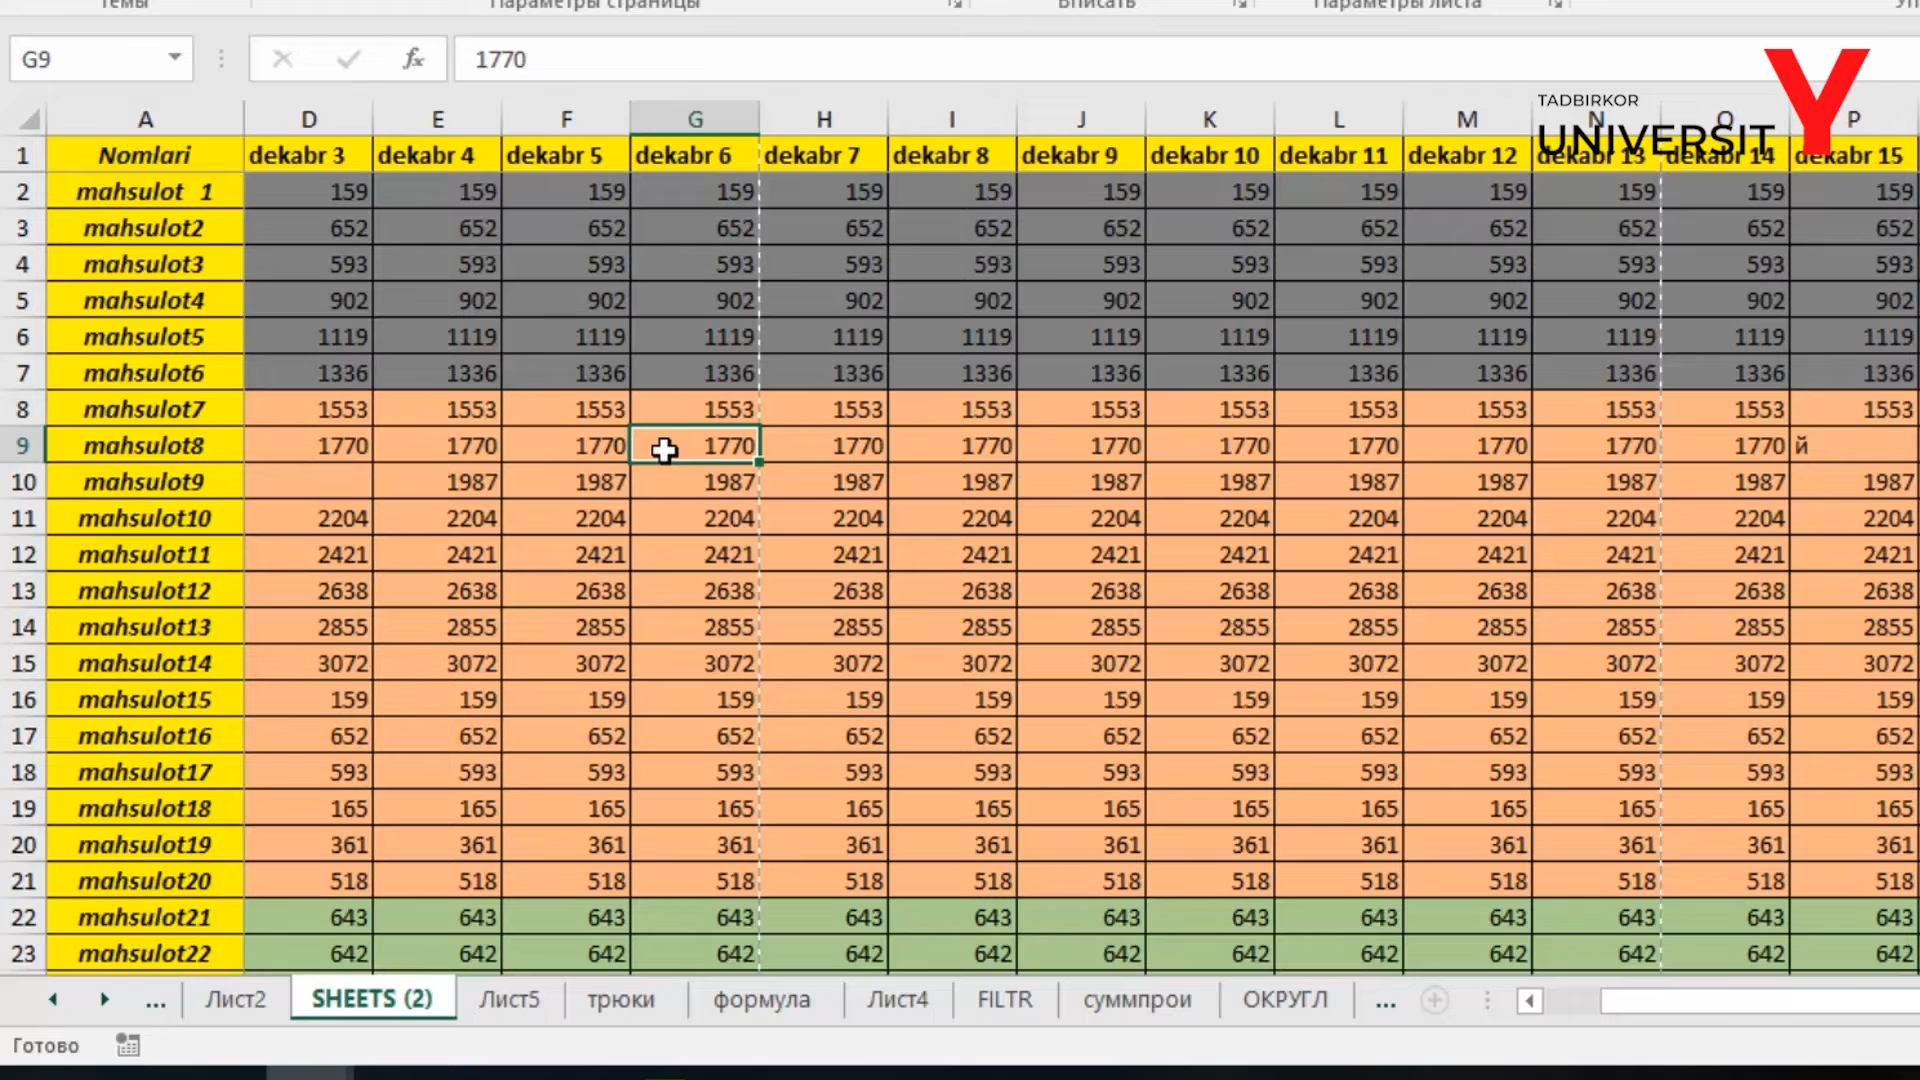 Темы Параметры страницы Вписать Параметры листа
G9 fx 1770
TADBIRKOR
UNIVERSITY
A D E F G H I J K L M N O P
1 Nomlari dekabr 3 dekabr 4 dekabr 5 dekabr 6 dekabr 7 dekabr 8 dekabr 9 dekabr 10 dekabr 11 dekabr 12 dekabr 13 dekabr 14 dekabr 15
2 mahsulot 1 159 159 159 159 159 159 159 159 159 159 159 159 159
3 mahsulot2 652 652 652 652 652 652 652 652 652 652 652 652 652
4 mahsulot3 593 593 593 593 593 593 593 593 593 593 593 593 593
5 mahsulot4 902 902 902 902 902 902 902 902 902 902 902 902 902
6 mahsulot5 1119 1119 1119 1119 1119 1119 1119 1119 1119 1119 1119 1119 1119
7 mahsulot6 1336 1336 1336 1336 1336 1336 1336 1336 1336 1336 1336 1336 1336
8 mahsulot7 1553 1553 1553 1553 1553 1553 1553 1553 1553 1553 1553 1553 1553
9 mahsulot8 1770 1770 1770 1770 1770 1770 1770 1770 1770 1770 1770 1770 й
10 mahsulot9 1987 1987 1987 1987 1987 1987 1987 1987 1987 1987 1987 1987
11 mahsulot10 2204 2204 2204 2204 2204 2204 2204 2204 2204 2204 2204 2204 2204
12 mahsulot11 2421 2421 2421 2421 2421 2421 2421 2421 2421 2421 2421 2421 2421
13 mahsulot12 2638 2638 2638 2638 2638 2638 2638 2638 2638 2638 2638 2638 2638
14 mahsulot13 2855 2855 2855 2855 2855 2855 2855 2855 2855 2855 2855 2855 2855
15 mahsulot14 3072 3072 3072 3072 3072 3072 3072 3072 3072 3072 3072 3072 3072
16 mahsulot15 159 159 159 159 159 159 159 159 159 159 159 159 159
17 mahsulot16 652 652 652 652 652 652 652 652 652 652 652 652 652
18 mahsulot17 593 593 593 593 593 593 593 593 593 593 593 593 593
19 mahsulot18 165 165 165 165 165 165 165 165 165 165 165 165 165
20 mahsulot19 361 361 361 361 361 361 361 361 361 361 361 361 361
21 mahsulot20 518 518 518 518 518 518 518 518 518 518 518 518 518
22 mahsulot21 643 643 643 643 643 643 643 643 643 643 643 643 643
23 mahsulot22 642 642 642 642 642 642 642 642 642 642 642 642 642
... Лист2 SHEETS (2) Лист5 трюки формула Лист4 FILTR суммпрои ОКРУГЛ ...
Готово